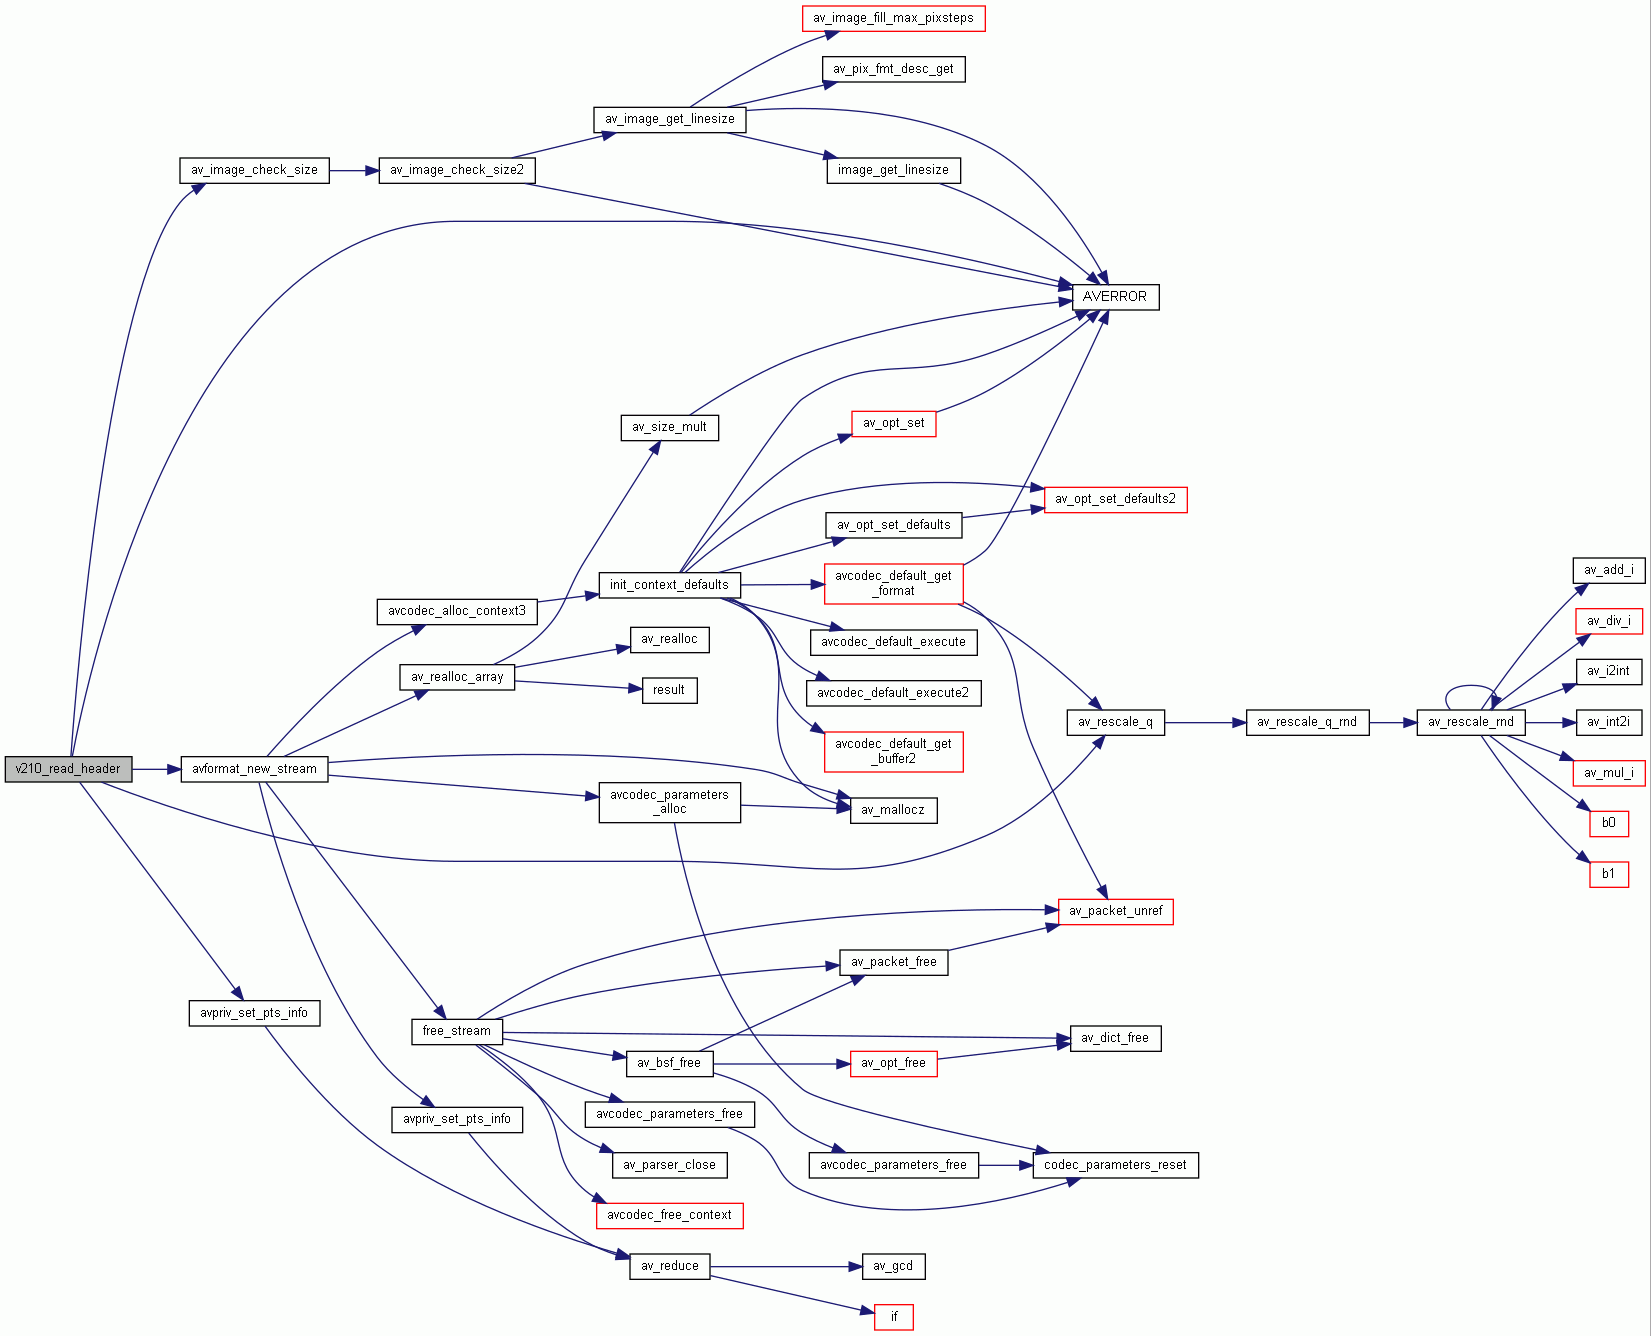 av_image_fill_max_pixsteps
av_pix_fmt_desc_get
av_image_get_linesize
av_image_check_size
av_image_check_size2
image_get_linesize
AVERROR
av_size_mult
av_opt_set
av_opt_set_defaults2
av_opt_set_defaults
init_context_defaults
avcodec_default_get
_format
av_add_i
avcodec_alloc_context3
av_realloc
avcodec_default_execute
av_div_i
av_realloc_array
result
avcodec_default_execute2
av_i2int
av_rescale_q
av_rescale_q_rnd
av_rescale_rnd
av_int2i
avcodec_default_get
_buffer2
v210_read_header
avformat_new_stream
av_mul_i
avcodec_parameters
_alloc
av_mallocz
b0
b1
av_packet_unref
av_packet_free
avpriv_set_pts_info
free_stream
av_dict_free
av_bsf_free
av_opt_free
avpriv_set_pts_info
avcodec_parameters_free
av_parser_close
avcodec_parameters_free
codec_parameters_reset
avcodec_free_context
av_reduce
av_gcd
if